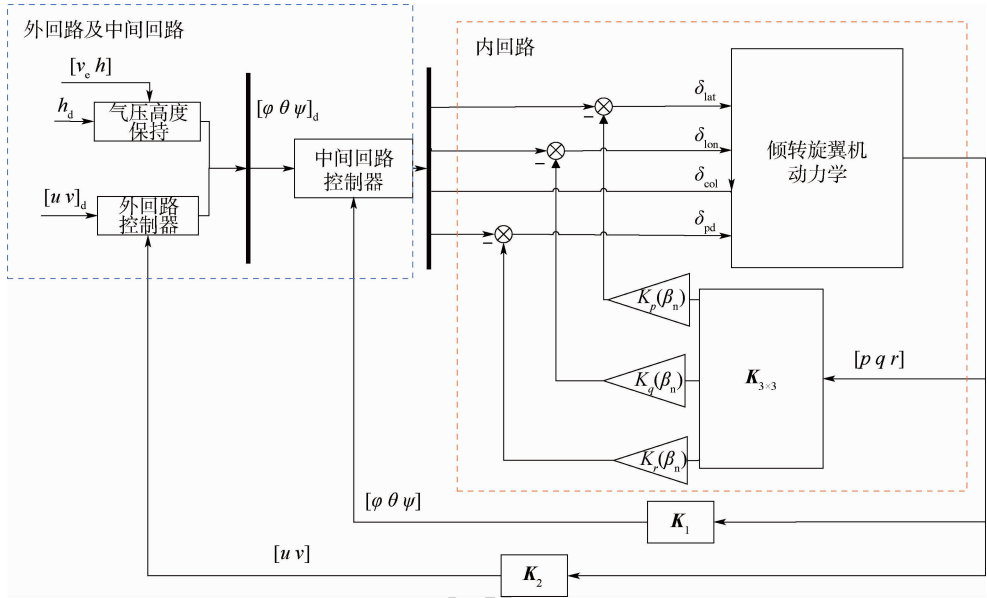 外回路及中间回路
[v_c h]
h_d
气压高度
保持
[u v]_d
外回路
控制器
[φ θ ψ]_d
中间回路
控制器
内回路
δ_lat
δ_lon
δ_col
δ_pd
倾转旋翼机
动力学
K_p(β_n)
K_q(β_n)
K_r(β_n)
K_3×3
[p q r]
[φ θ ψ]
K_1
[u v]
K_2